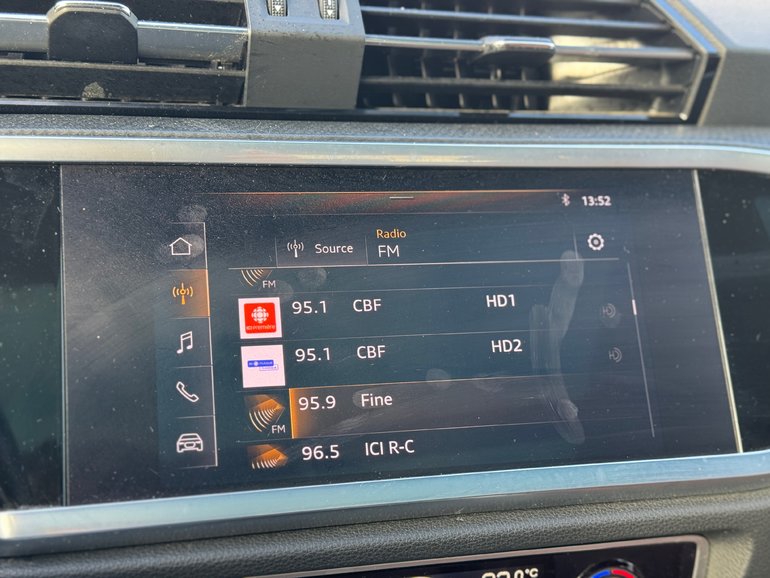 13:52
Source
Radio
FM
FM
95.1 CBF HD1
95.1 CBF HD2
95.9 Fine
FM
96.5 ICI R-C
°C